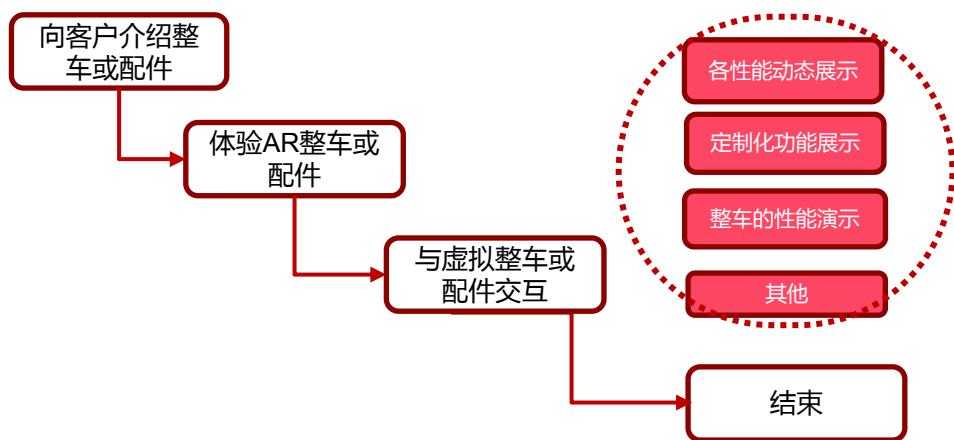 向客户介绍整
车或配件
体验AR整车或
配件
与虚拟整车或
配件交互
各性能动态展示
定制化功能展示
整车的性能演示
其他
结束